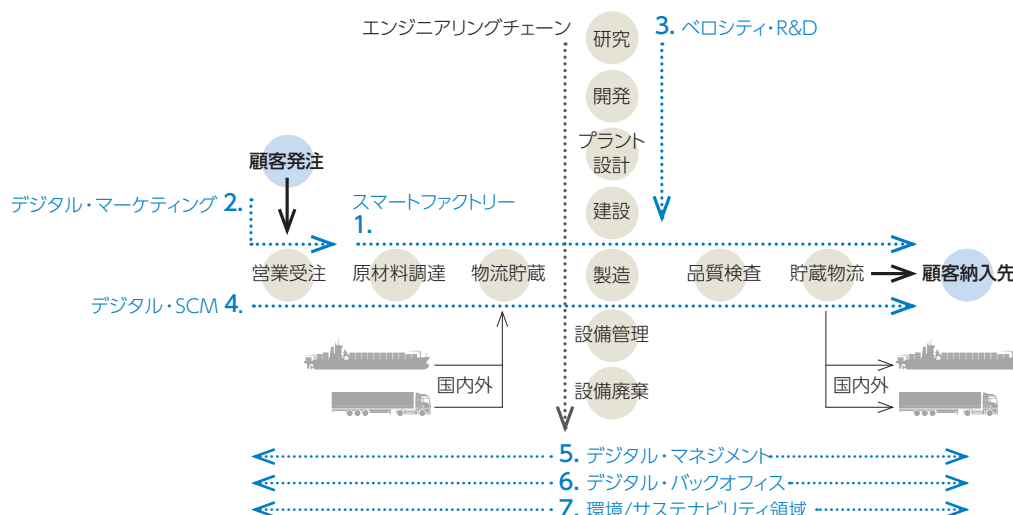 エンジニアリングチェーン
研究
3. ベロシティ・R&D
開発
プラント
設計
顧客発注
デジタル・マーケティング 2.
スマートファクトリー
1.
建設
営業受注
原材料調達
物流貯蔵
製造
品質検査
貯蔵物流
顧客納入先
デジタル・SCM 4.
設備管理
国内外
設備廃棄
国内外
5. デジタル・マネジメント
6. デジタル・バックオフィス
7. 環境/サステナビリティ領域